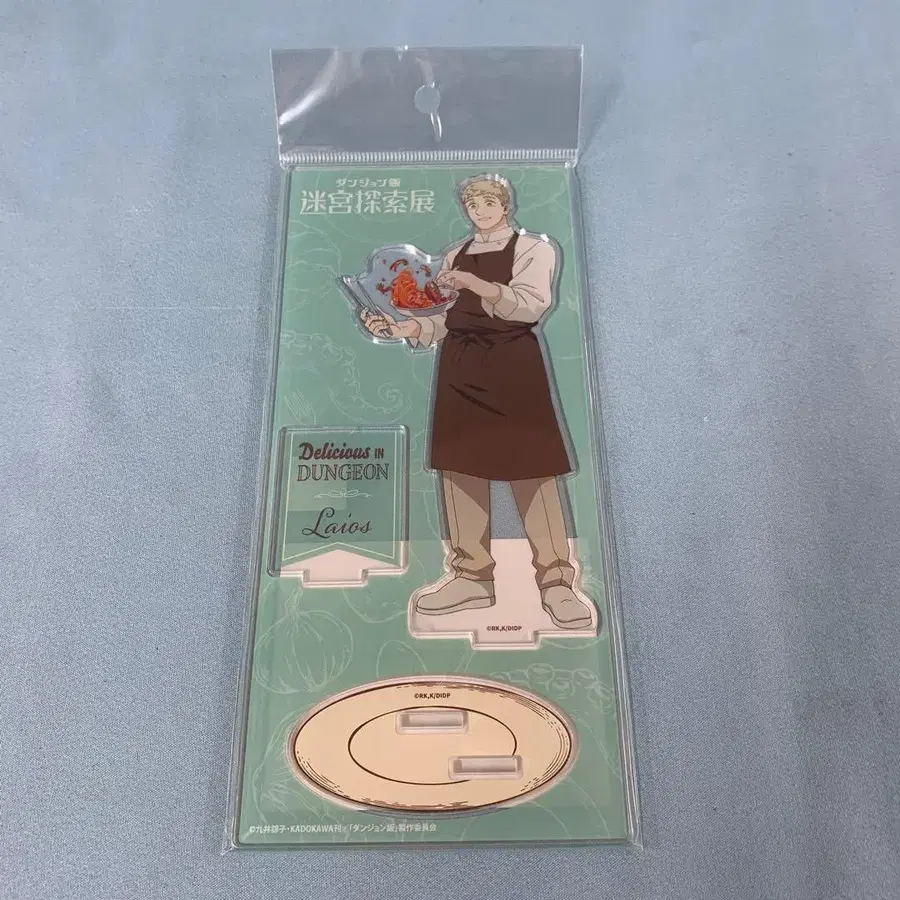 ダンジョン飯
迷宮探索展
Delicious IN
DUNGEON
Laios
©RK,K/DIDP
©RK,K/DIDP
©九井諒子・KADOKAWA刊/「ダンジョン飯」製作委員会